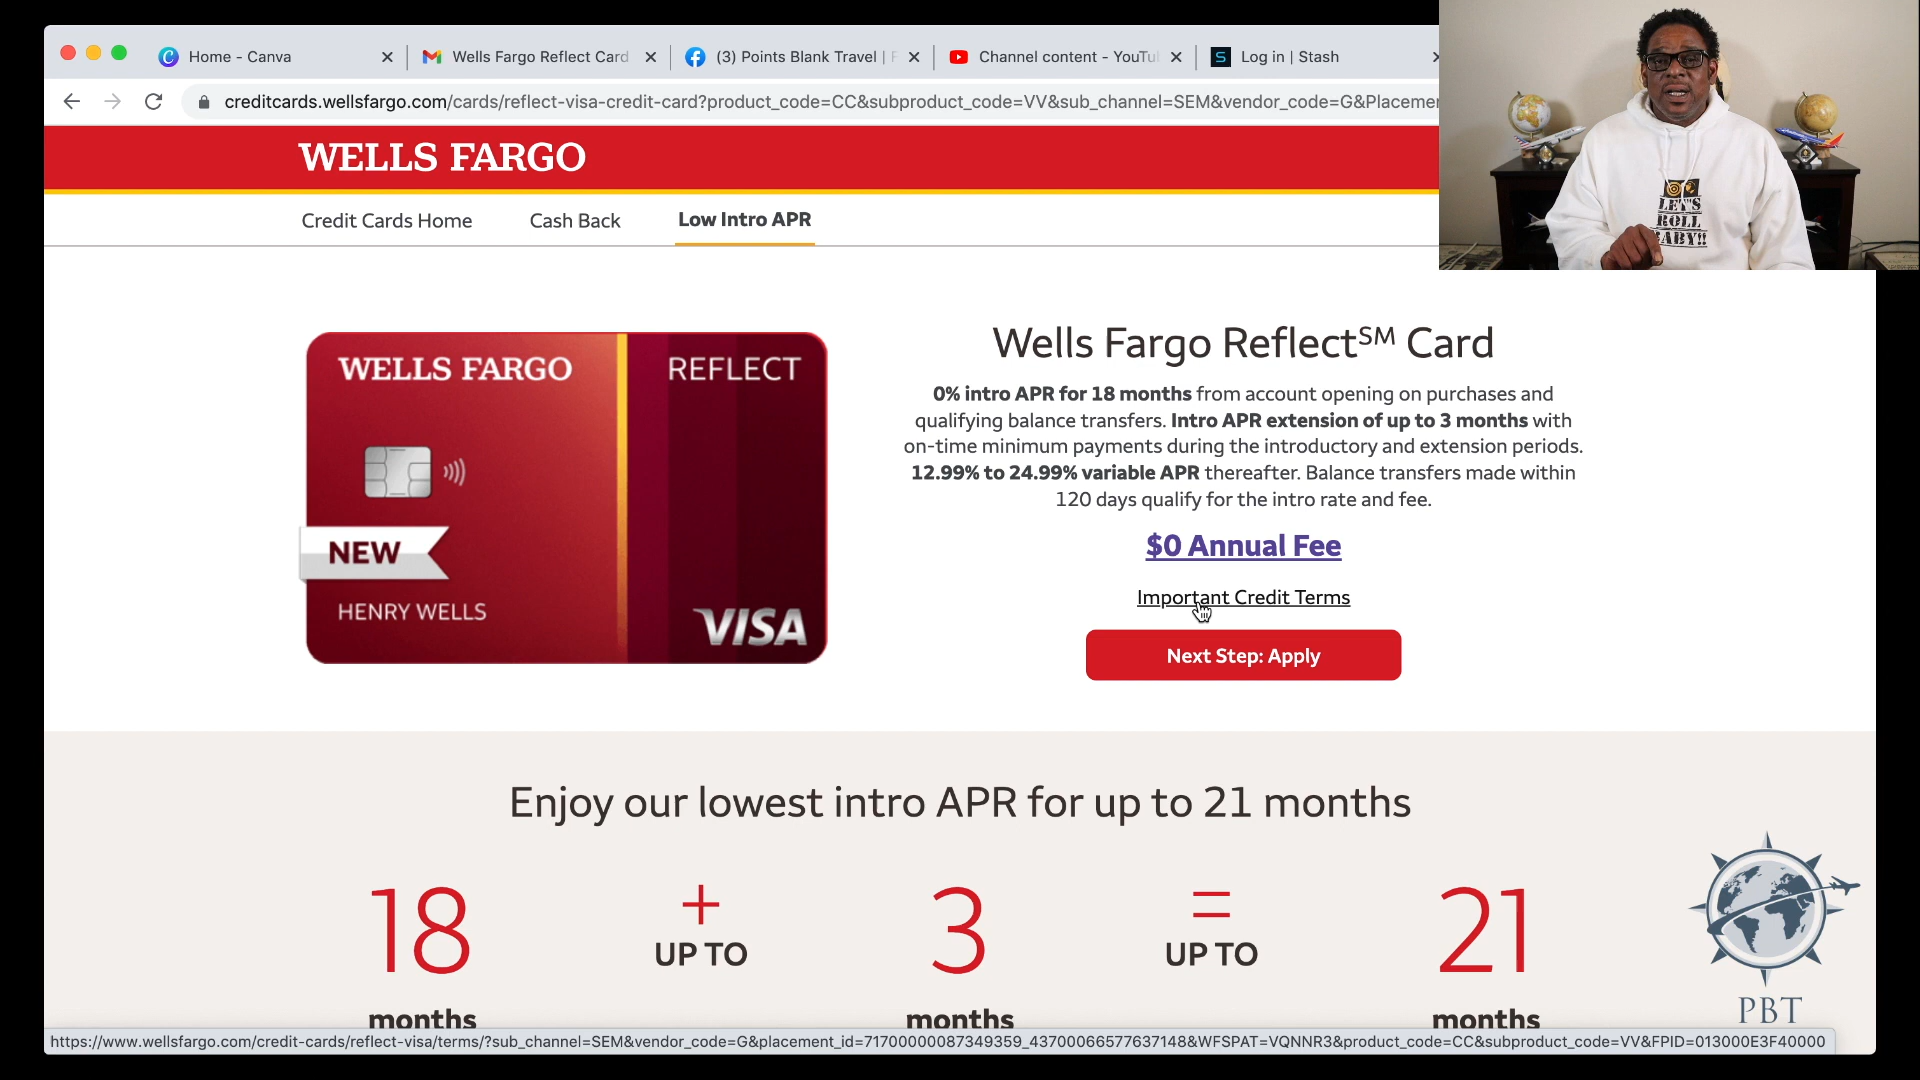 Home - Canva
Wells Fargo Reflect Card
(3) Points Blank Travel |
Channel content - YouTu
Log in | Stash
creditcards.wellsfargo.com/cards/reflect-visa-credit-card?product_code=CC&subproduct_code=VV&sub_channel=SEM&vendor_code=G&Placemen
WELLS FARGO
Credit Cards Home
Cash Back
Low Intro APR
LET'S
ROLL
BABY!!
WELLS FARGO
REFLECT
NEW
HENRY WELLS
VISA
Wells Fargo Reflect℠ Card
0% intro APR for 18 months from account opening on purchases and
qualifying balance transfers. Intro APR extension of up to 3 months with
on-time minimum payments during the introductory and extension periods.
12.99% to 24.99% variable APR thereafter. Balance transfers made within
120 days qualify for the intro rate and fee.
$0 Annual Fee
Important Credit Terms
Next Step: Apply
Enjoy our lowest intro APR for up to 21 months
18 + 3 = 21
UP TO UP TO
months months months
PBT
https://www.wellsfargo.com/credit-cards/reflect-visa/terms/?sub_channel=SEM&vendor_code=G&placement_id=71700000087349359_43700066577637148&WFSPAT=VQNNR3&product_code=CC&subproduct_code=VV&FPID=013000E3F40000